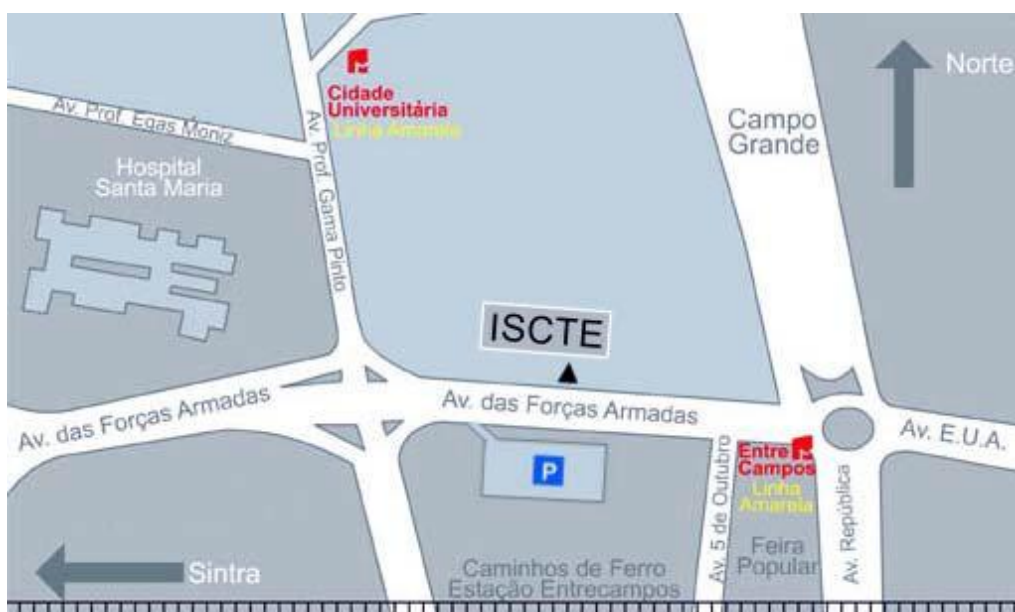 Norte
Cidade
Universitária
Linha Amarela
Av. Prof. Egas Moniz
Av. Prof. Gama Pinto
Campo
Grande
Hospital
Santa Maria
ISCTE
Av. das Forças Armadas
Av. das Forças Armadas
Av. E.U.A.
Entre
Campos
Linha
Amarela
P
Av. 5 de Outubro
Av. República
Feira
Popular
Caminhos de Ferro
Estação Entrecampos
Sintra